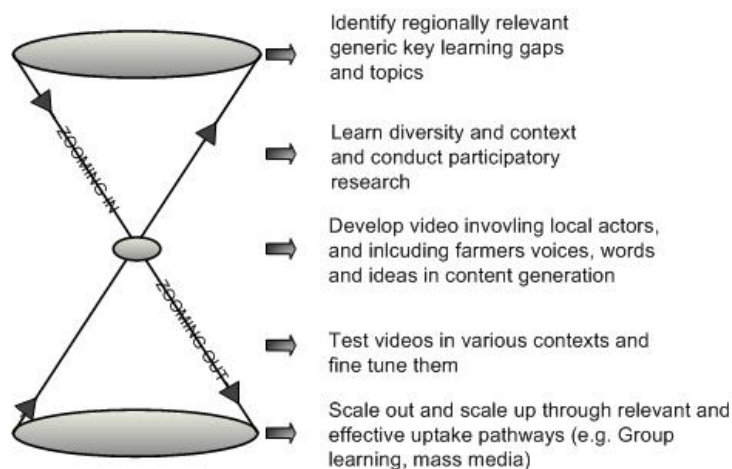 Identify regionally relevant
generic key learning gaps
and topics
ZOOMING IN
Learn diversity and context
and conduct participatory
research
Develop video invovling local actors,
and inlcuding farmers voices, words
and ideas in content generation
ZOOMING OUT
Test videos in various contexts and
fine tune them
Scale out and scale up through relevant and
effective uptake pathways (e.g. Group
learning, mass media)